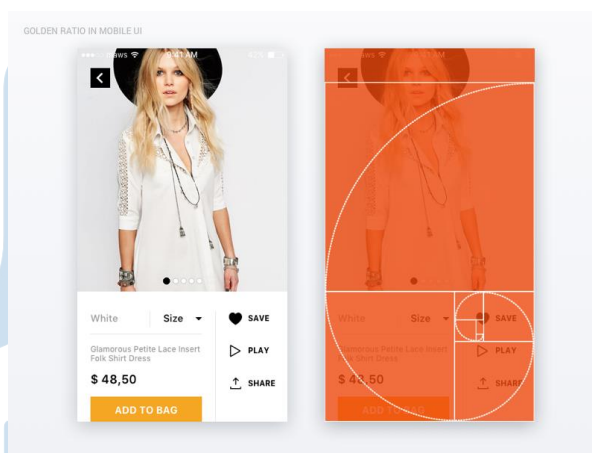 GOLDEN RATIO IN MOBILE UI
9:41 AM
42%
White
Size
SAVE
Glamorous Petite Lace Insert
Folk Shirt Dress
PLAY
$ 48,50
SHARE
ADD TO BAG
White
Size
SAVE
Glamorous Petite Lace Insert
Folk Shirt Dress
PLAY
$ 48,50
SHARE
ADD TO BAG